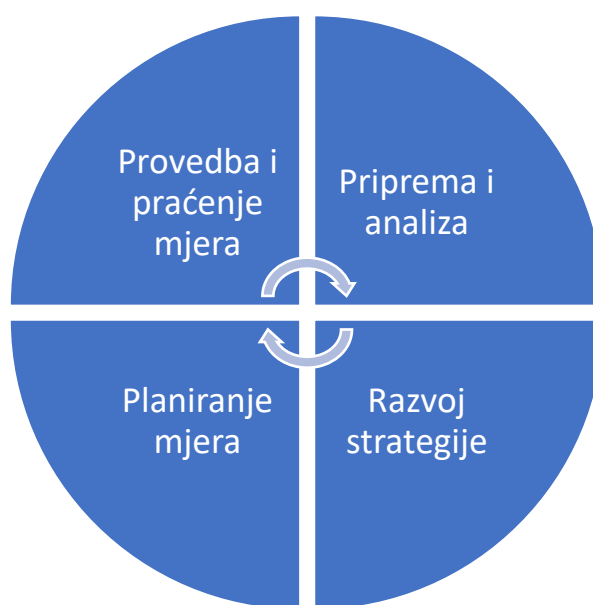 Provedba i
praćenje
mjera
Priprema i
analiza
Planiranje
mjera
Razvoj
strategije